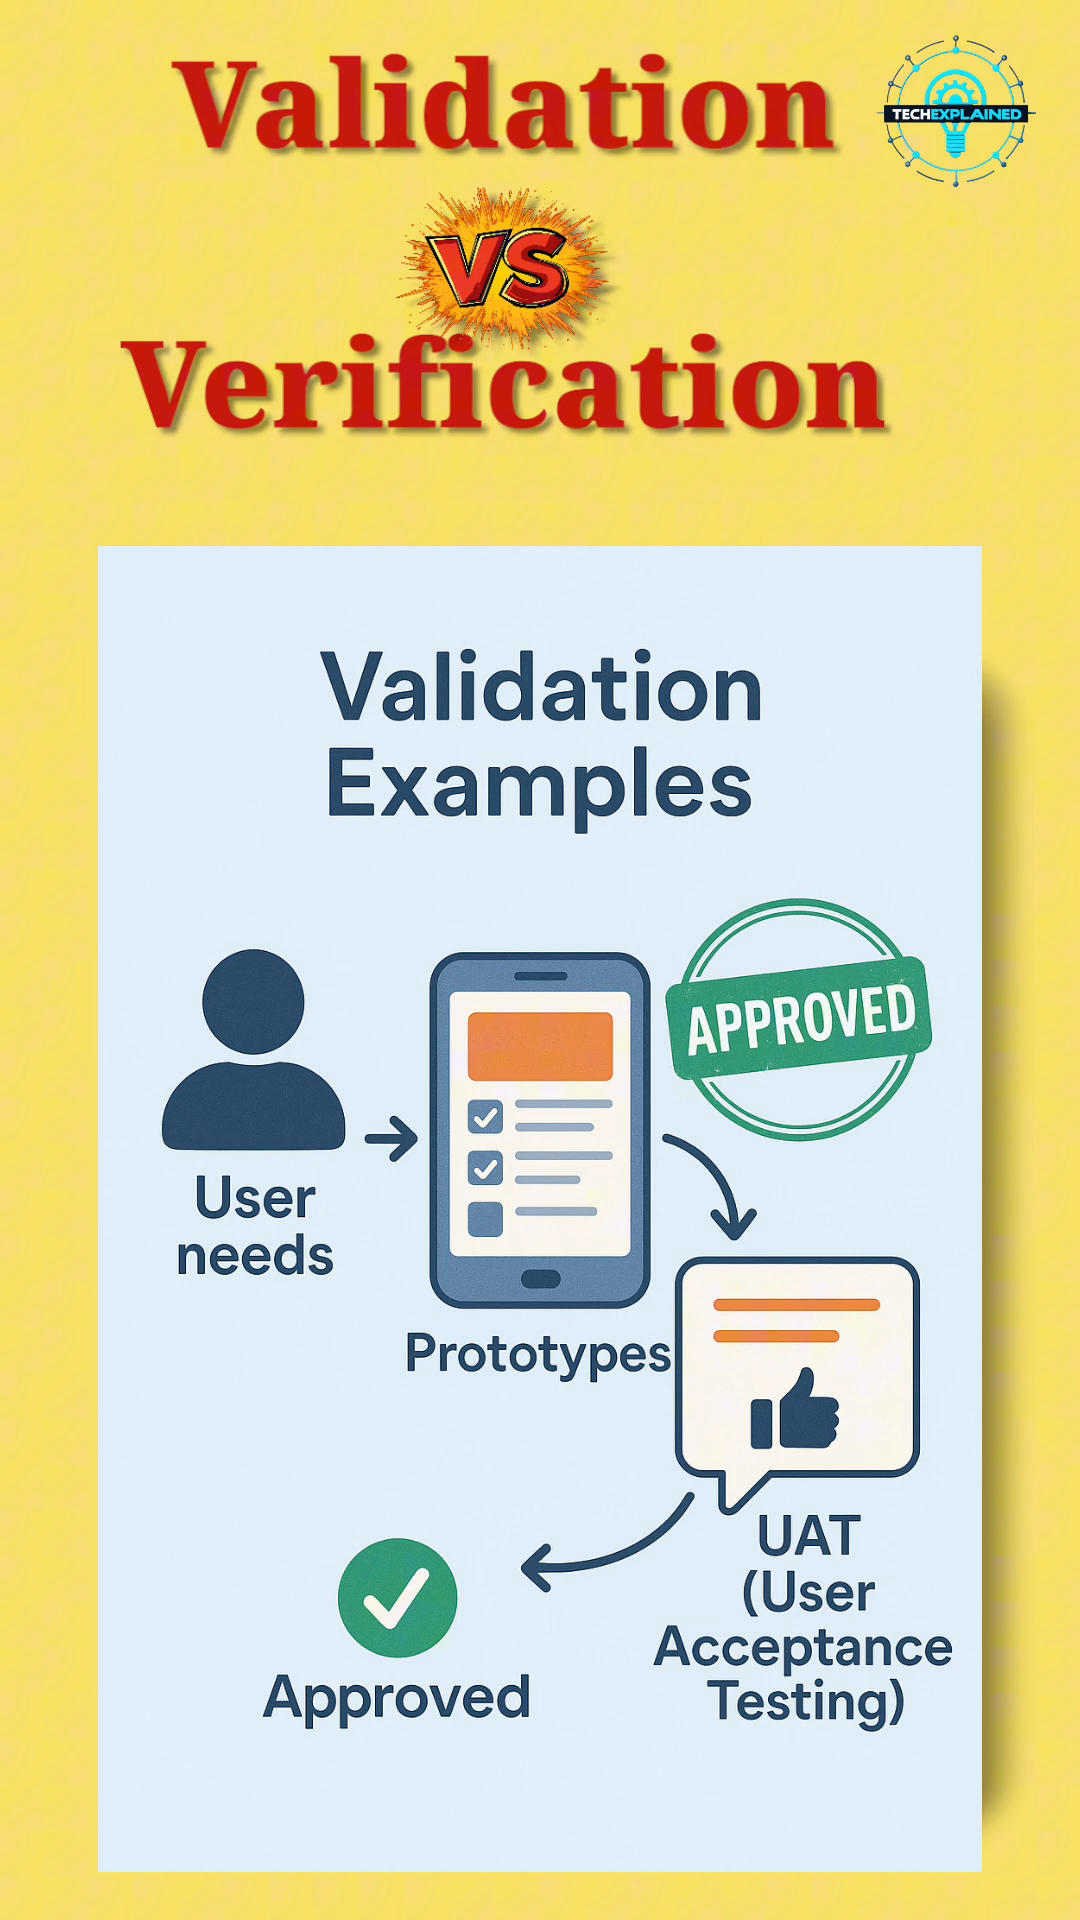 Validation
TECHEXPLAINED
VS
Verification
Validation
Examples
APPROVED
User
needs
Prototypes
UAT
(User
Acceptance
Testing)
Approved